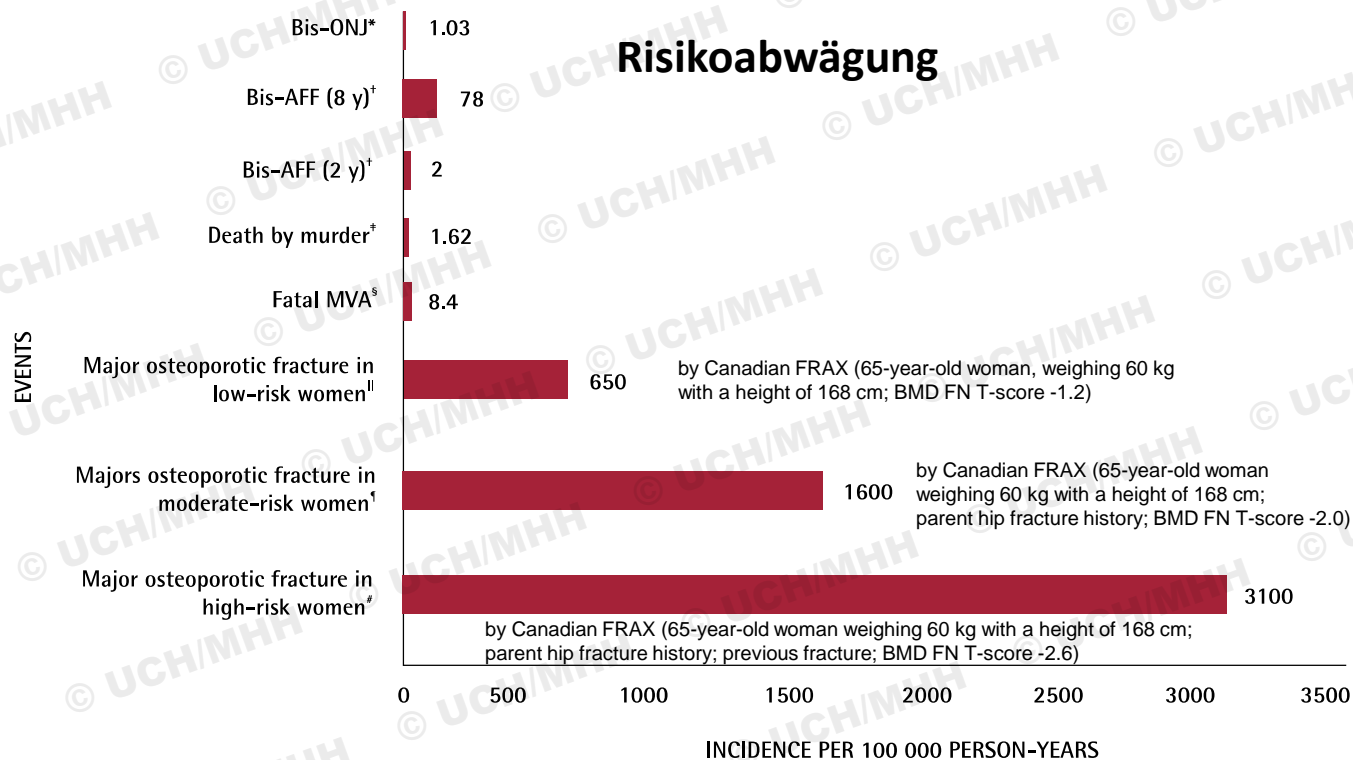 Risikoabwägung
Bis-ONJ* 1.03
Bis-AFF (8 y)† 78
Bis-AFF (2 y)† 2
Death by murder‡ 1.62
Fatal MVA§ 8.4
EVENTS
Major osteoporotic fracture in
low-risk women|| 650
by Canadian FRAX (65-year-old woman, weighing 60 kg
with a height of 168 cm; BMD FN T-score -1.2)
Majors osteoporotic fracture in
moderate-risk women¶ 1600
by Canadian FRAX (65-year-old woman
weighing 60 kg with a height of 168 cm;
parent hip fracture history; BMD FN T-score -2.0)
Major osteoporotic fracture in
high-risk women# 3100
by Canadian FRAX (65-year-old woman weighing 60 kg with a height of 168 cm;
parent hip fracture history; previous fracture; BMD FN T-score -2.6)
0 500 1000 1500 2000 2500 3000 3500
INCIDENCE PER 100 000 PERSON-YEARS
© UCH/MHH